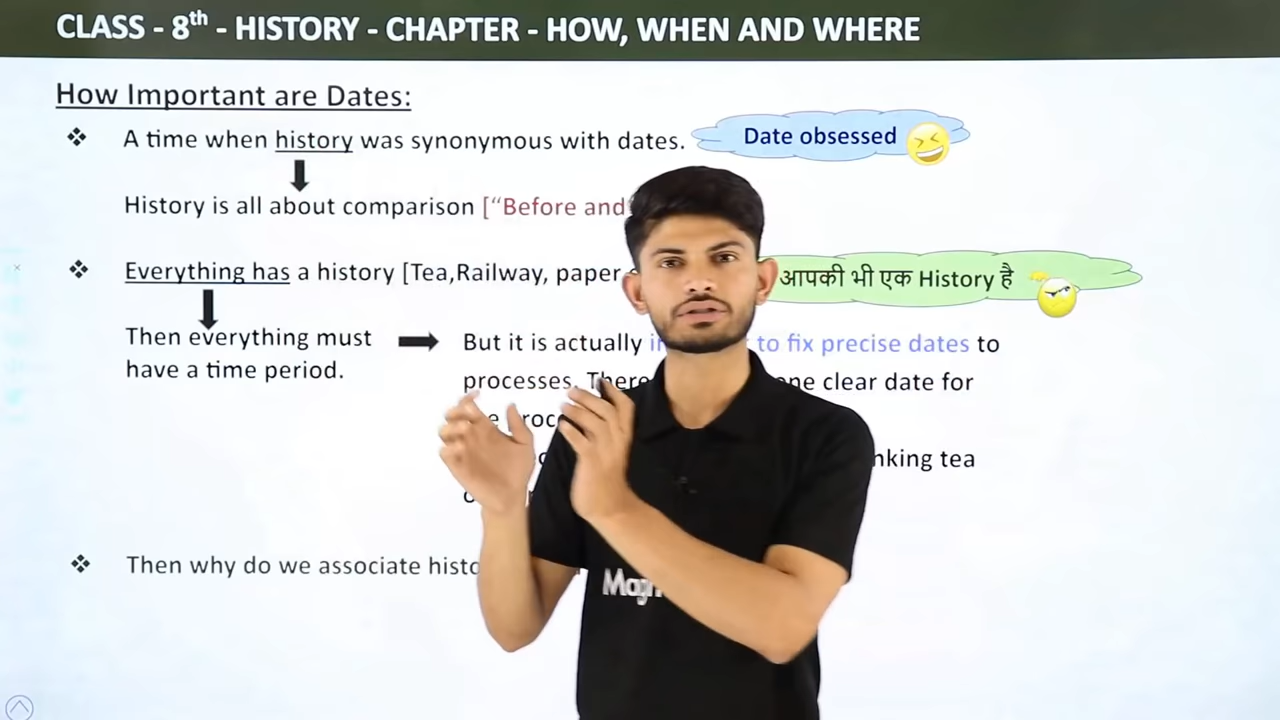 CLASS - 8th - HISTORY - CHAPTER - HOW, WHEN AND WHERE
How Important are Dates:
❖ A time when history was synonymous with dates.
Date obsessed
History is all about comparison ["Before and
❖ Everything has a history [Tea,Railway, paper
आपकी भी एक History है
Then everything must
have a time period.
But it is actually to fix precise dates to
processes. There one clear date for
tea
❖ Then why do we associate